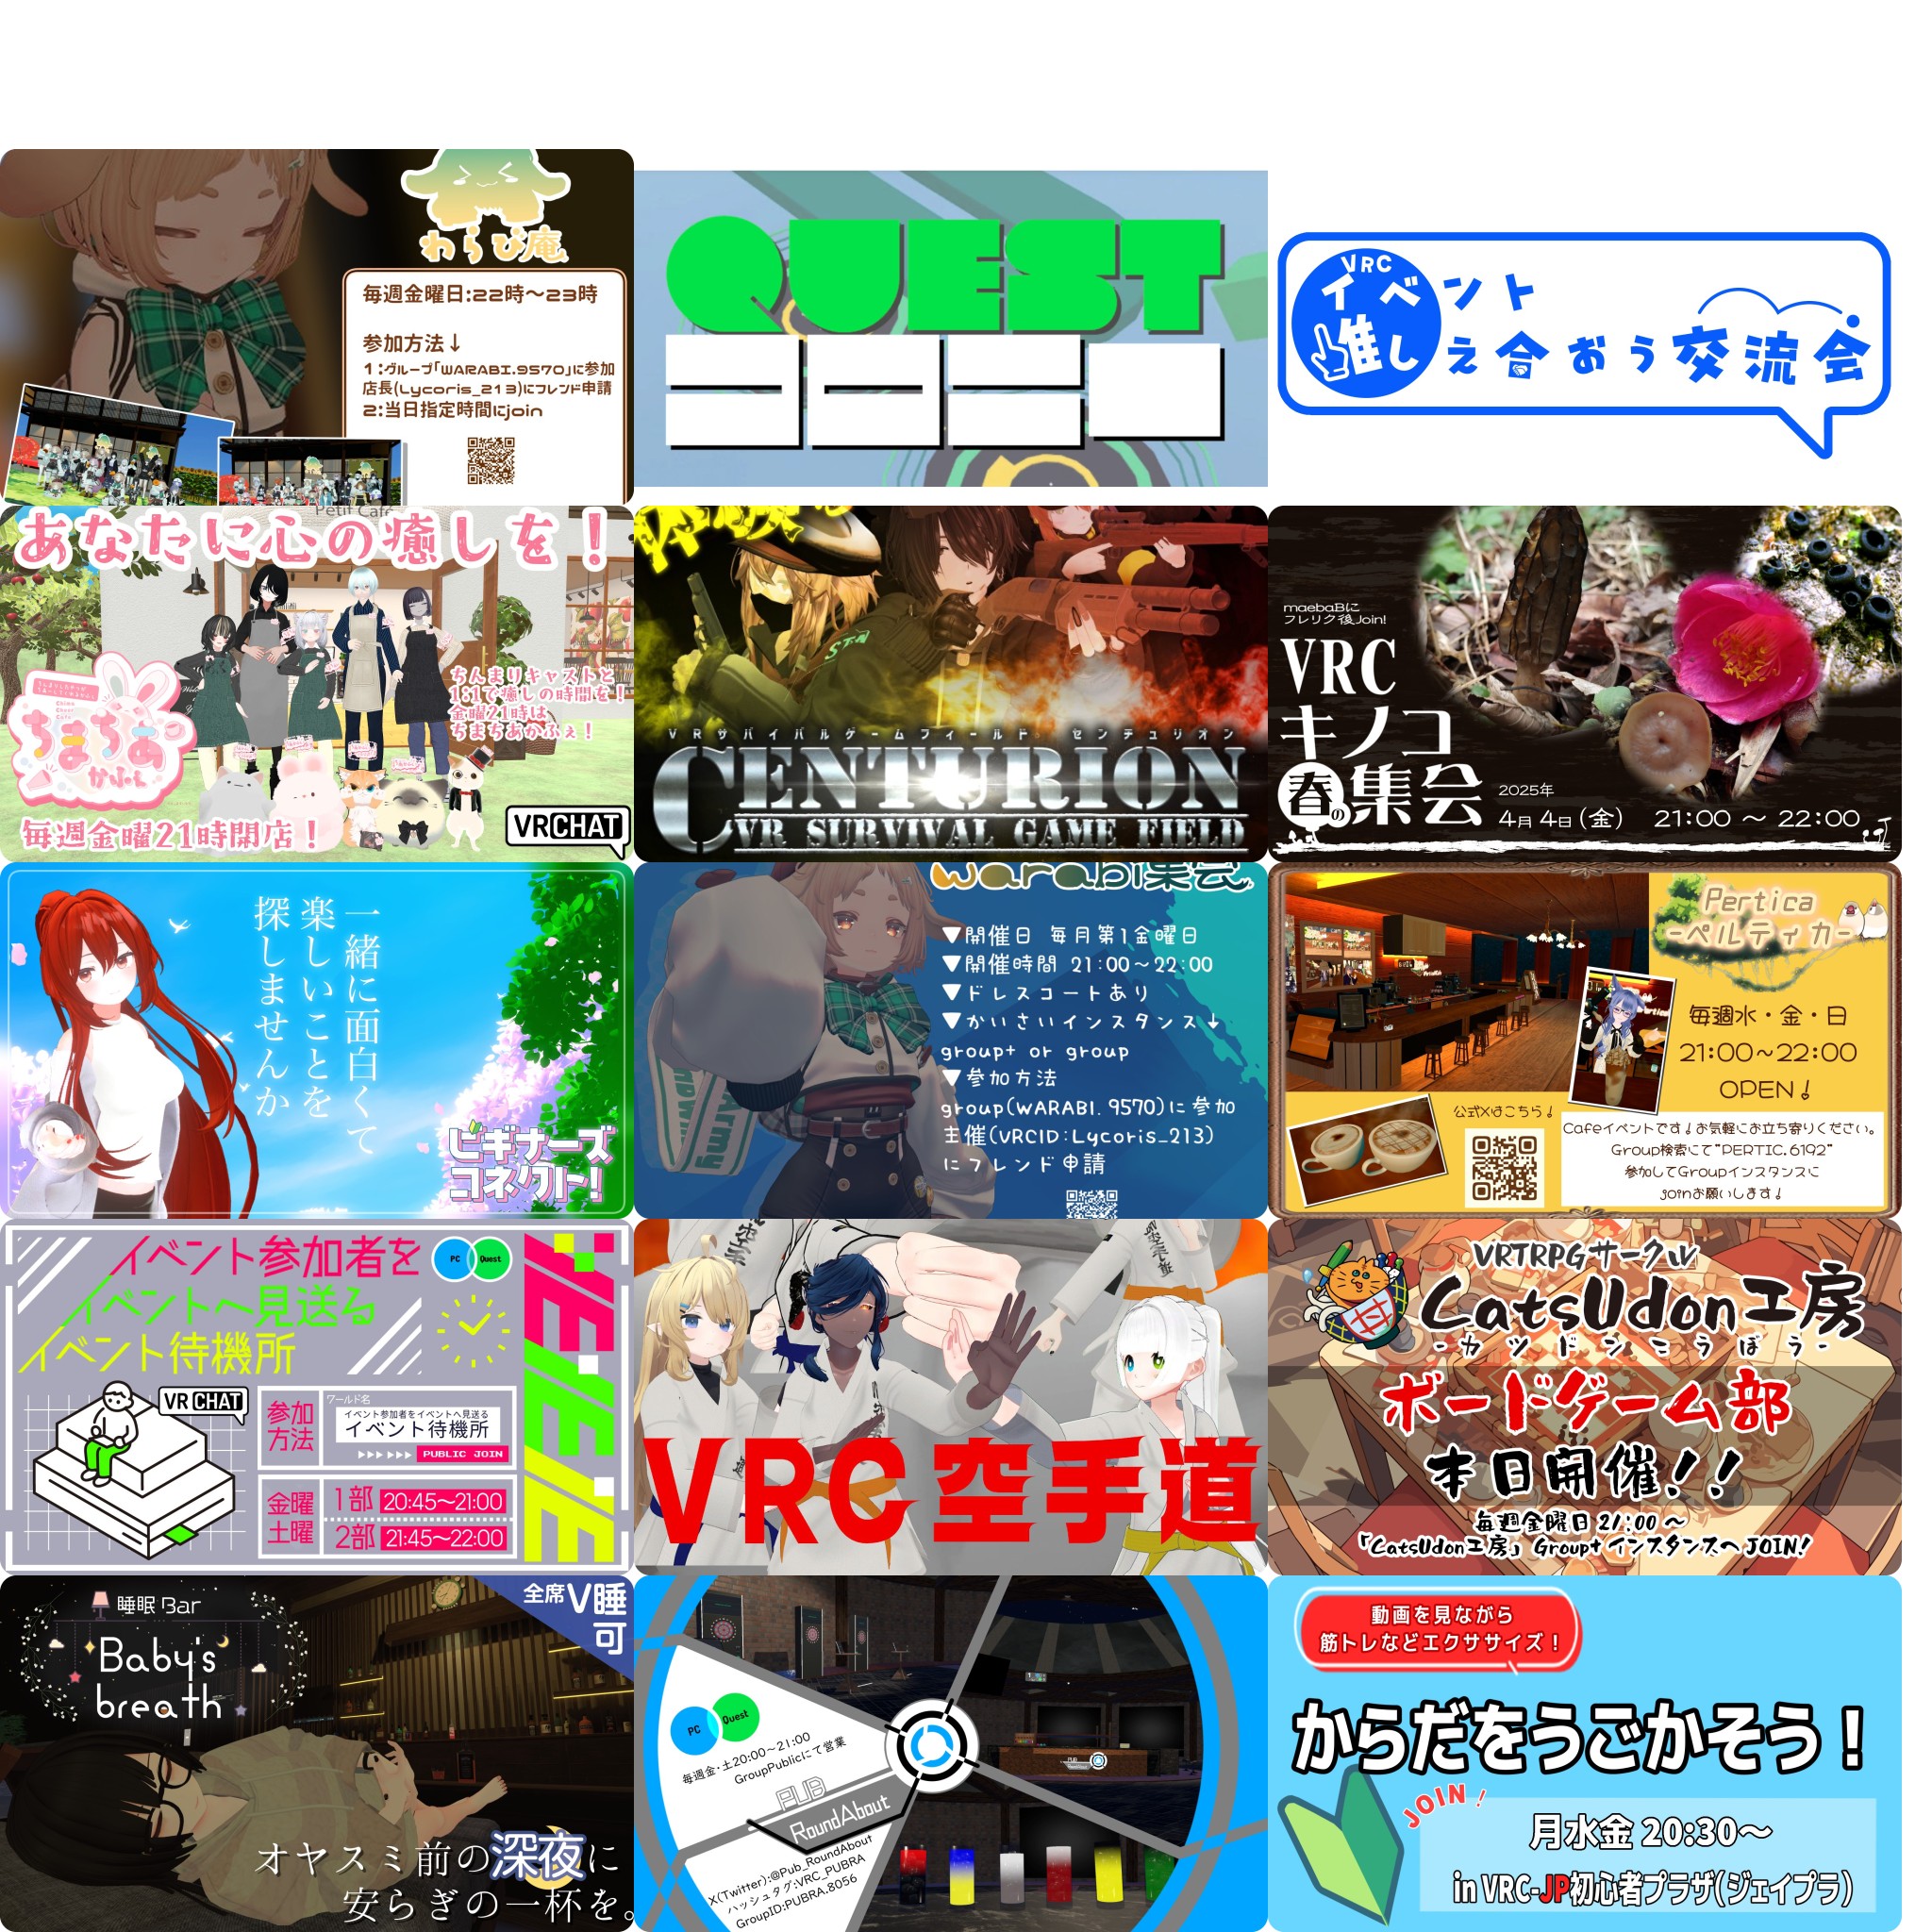 わらび庵
毎週金曜日:22時～23時
参加方法↓
1:グループ「WARABI.9570」に参加
店長(Lycoris_213)にフレンド申請
2:当日指定時間にjoin
QUEST
コロニー
VRC
イベント
推しえ合おう交流会
Petit Cafe
あなたに心の癒しを！
ちまちあ
かふぇ
ちんまりキャストと
1:1で癒しの時間を！
金曜21時は
ちまちあかふぇ！
毎週金曜21時開店！
VRCHAT
VRサバイバルゲームフィールド センチュリオン
CENTURION
VR SURVIVAL GAME FIELD
maebaBに
フレリク後Join!
VRC
キノコ
春の集会
2025年
4月 4日 (金) 21:00 ～ 22:00
一緒に面白くて
楽しいことを
探しませんか
ビギナーズ
コネクト!
warabi集会
▼開催日 毎月第1金曜日
▼開催時間 21:00～22:00
▼ドレスコートあり
▼かいさいインスタンス↓
group+ or group
▼参加方法
group(WARABI.9570)に参加
主催(VRCID:Lycoris_213)
にフレンド申請
Pertica
-ペルティカ-
毎週水・金・日
21:00~22:00
OPEN！
公式Xはこちら！
Cafeイベントです！お気軽にお立ち寄りください。
Group検索にて"PERTIC.6192"
参加してGroupインスタンスに
joinお願いします！
イベント参加者を
イベントへ見送る
イベント待機所
PC Quest
VRCHAT
参加
方法
ワールド名
イベント参加者をイベントへ見送る
イベント待機所
PUBLIC JOIN
金曜
土曜
1部 20:45～21:00
2部 21:45～22:00
VRC空手道
VRTRPGサークル
CatsUdon工房
-カツドンこうぼう-
ボードゲーム部
本日開催!!
毎週金曜日 21:00～
「CatsUdon工房」Group+インスタンスへJOIN!
睡眠Bar
Baby's
breath
全席V睡
可
オヤスミ前の深夜に
安らぎの一杯を。
PC Quest
毎週金・土20:00～21:00
GroupPublicにて営業
PUB
RoundAbout
X(Twitter):@Pub_RoundAbout
ハッシュタグ:VRC_PUBRA
GroupID:PUBRA.8056
動画を見ながら
筋トレなどエクササイズ！
からだをうごかそう！
JOIN！
月水金 20:30～
in VRC-JP初心者プラザ(ジェイプラ)